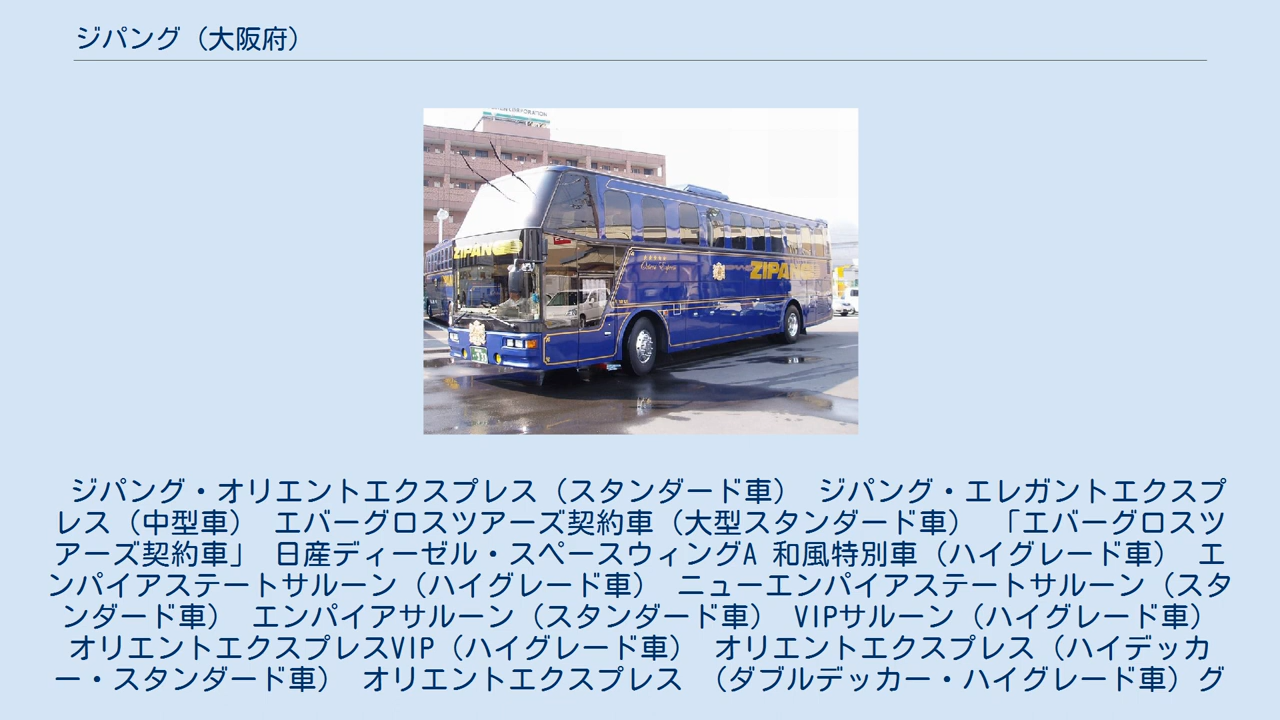 ジパング（大阪府）
ZIPANG
ZIPANG
ジパング・オリエントエクスプレス（スタンダード車） ジパング・エレガントエクスプ
レス（中型車） エバーグロスツアーズ契約車（大型スタンダード車） 「エバーグロスツ
アーズ契約車」 日産ディーゼル・スペースウィングA 和風特別車（ハイグレード車） エ
ンパイアステートサルーン（ハイグレード車） ニューエンパイアステートサルーン（スタ
ンダード車） エンパイアサルーン（スタンダード車） VIPサルーン（ハイグレード車）
オリエントエクスプレスVIP（ハイグレード車） オリエントエクスプレス（ハイデッカ
ー・スタンダード車） オリエントエクスプレス （ダブルデッカー・ハイグレード車）グ